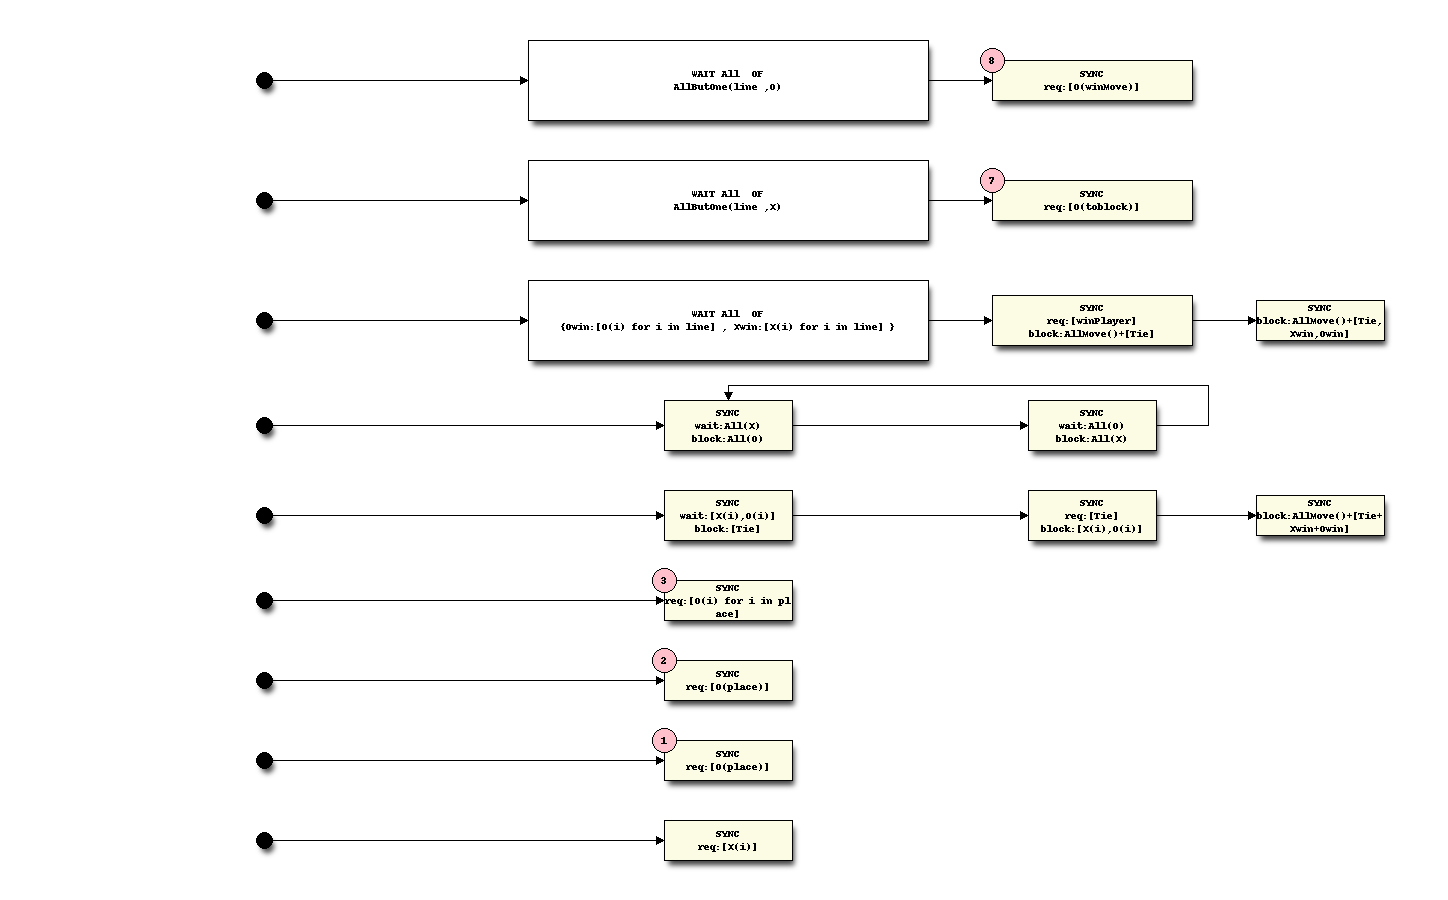 WAIT All OF
AllButOne(line ,O)
8
SYNC
req:[O(winMove)]
WAIT All OF
AllButOne(line ,X)
7
SYNC
req:[O(toblock)]
WAIT All OF
{Owin:[O(i) for i in line] , Xwin:[X(i) for i in line] }
SYNC
req:[winPlayer]
block:AllMove()+[Tie]
SYNC
block:AllMove()+[Tie,
Xwin,Owin]
SYNC
wait:All(X)
block:All(O)
SYNC
wait:All(O)
block:All(X)
SYNC
wait:[X(i),O(i)]
block:[Tie]
SYNC
req:[Tie]
block:[X(i),O(i)]
SYNC
block:AllMove()+[Tie+
Xwin+Owin]
3
SYNC
req:[O(i) for i in pl
ace]
2
SYNC
req:[O(place)]
1
SYNC
req:[O(place)]
SYNC
req:[X(i)]